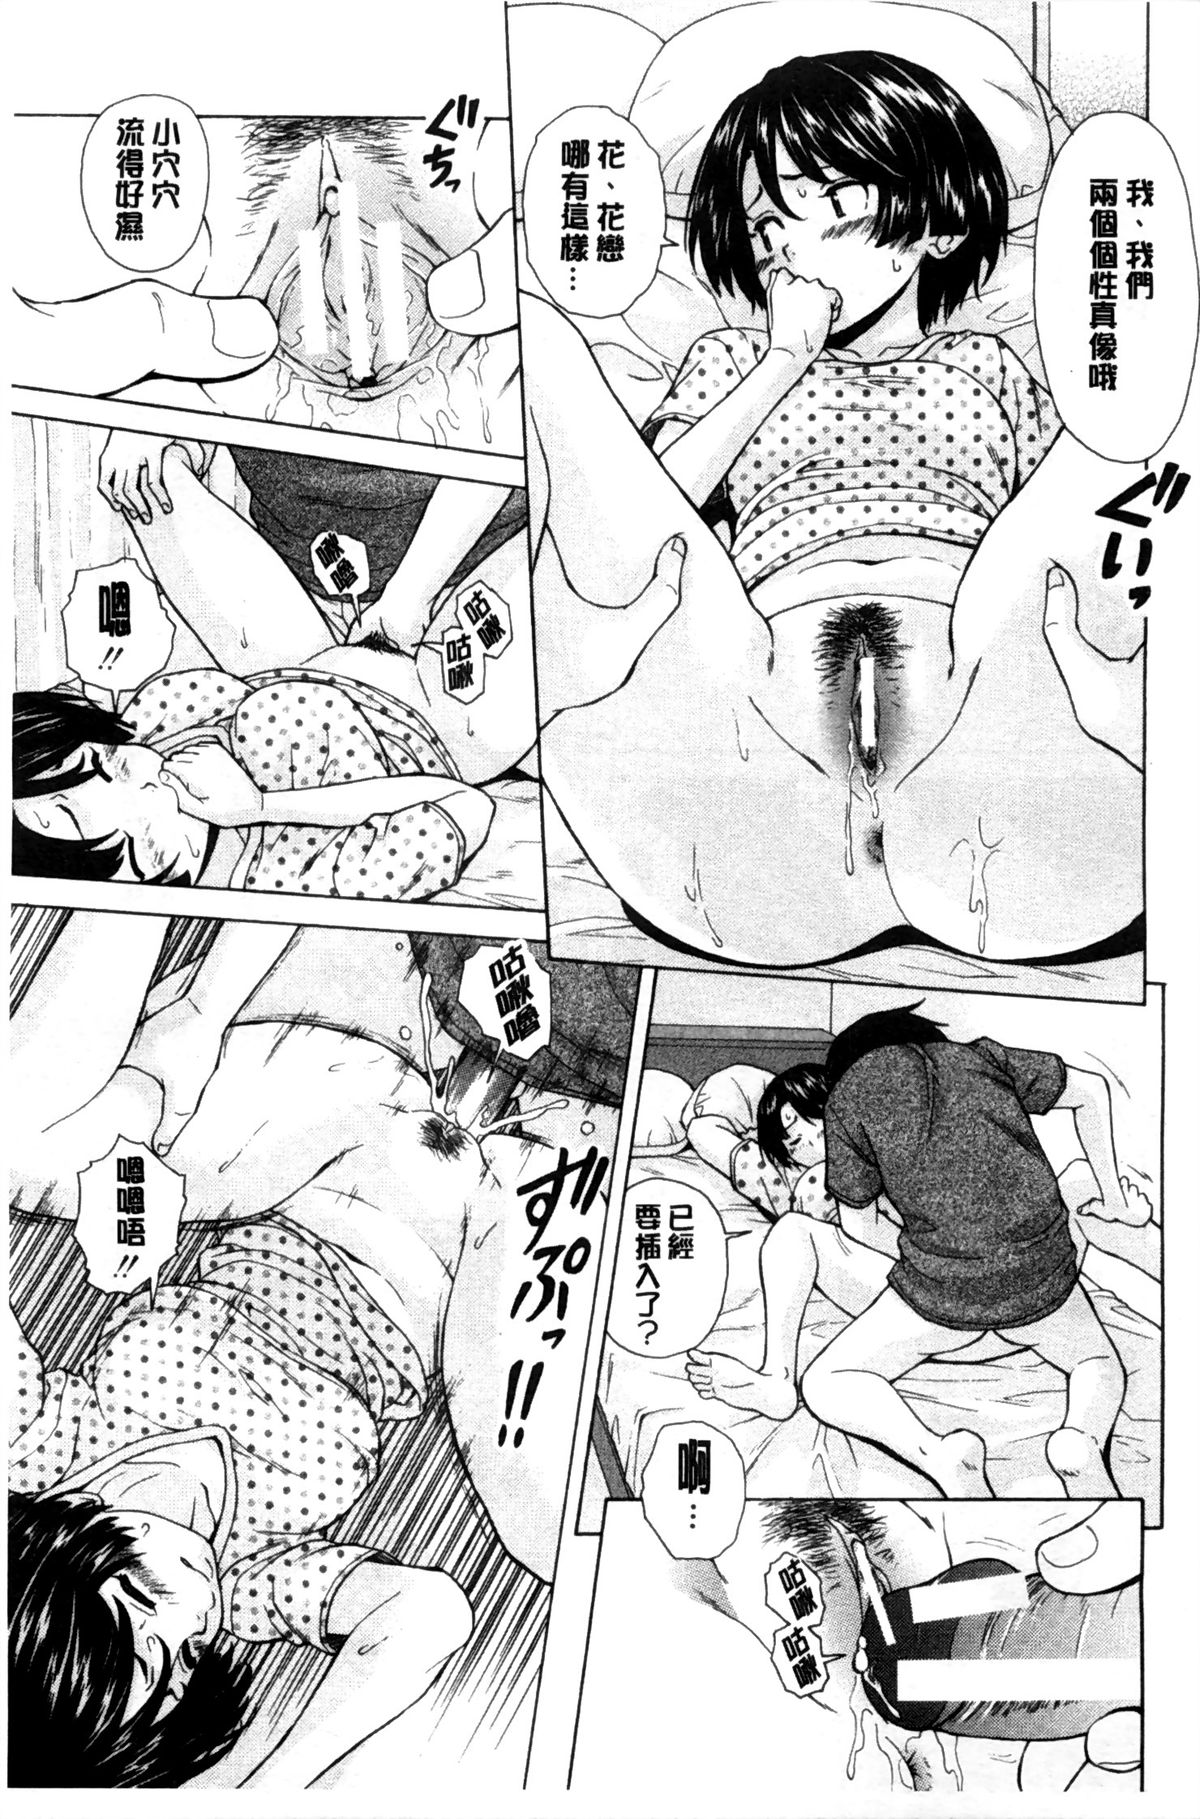 我、我們
兩個個性真像哦
花、花戀
哪有這樣…
ぐいっ
小穴穴
流得好濕
ぐちっ
啾嚕
咕啾
咕啾
嗯!!
已經
要插入了?
啊…
咕啾
咕啾
咕啾嚕
ずぷっ!!
嗯嗯唔!!